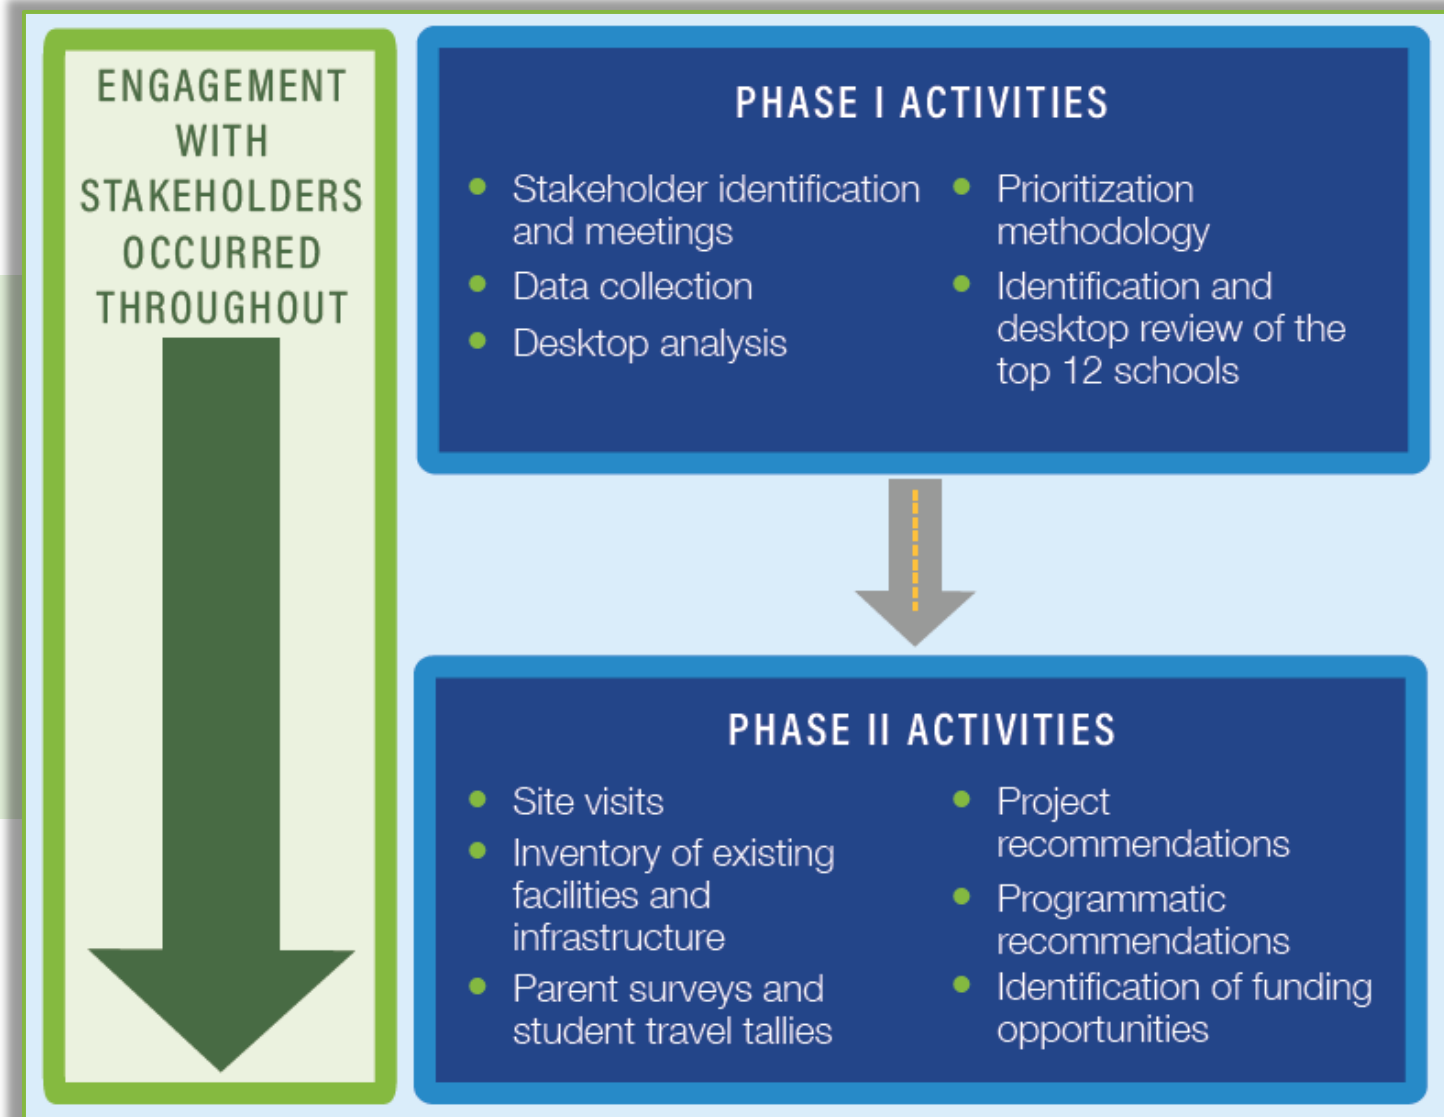 ENGAGEMENT
WITH
STAKEHOLDERS
OCCURRED
THROUGHOUT
PHASE I ACTIVITIES
Stakeholder identification
and meetings
Data collection
Desktop analysis
Prioritization
methodology
Identification and
desktop review of the
top 12 schools
PHASE II ACTIVITIES
Site visits
Inventory of existing
facilities and
infrastructure
Parent surveys and
student travel tallies
Project
recommendations
Programmatic
recommendations
Identification of funding
opportunities